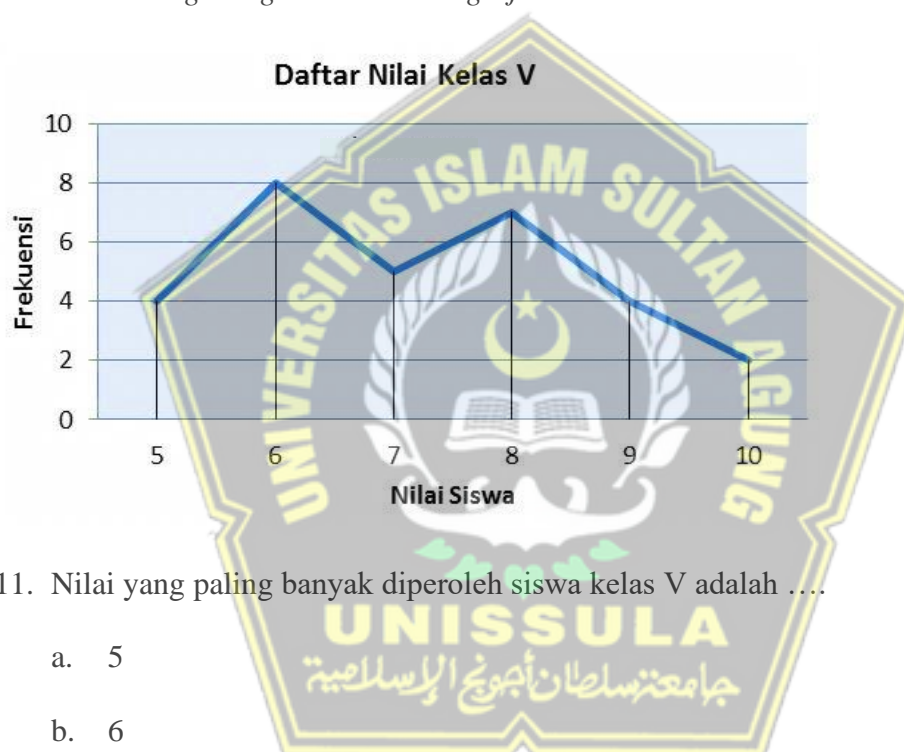 Daftar Nilai Kelas V
10
8
6
4
2
0
Frekuensi
5 6 7 8 9 10
Nilai Siswa
UNIVERSITAS ISLAM SULTAN AGUNG
11. Nilai yang paling banyak diperoleh siswa kelas V adalah ….
a. 5
b. 6
UNISSULA
جامعة سلطان أجونج الإسلامية